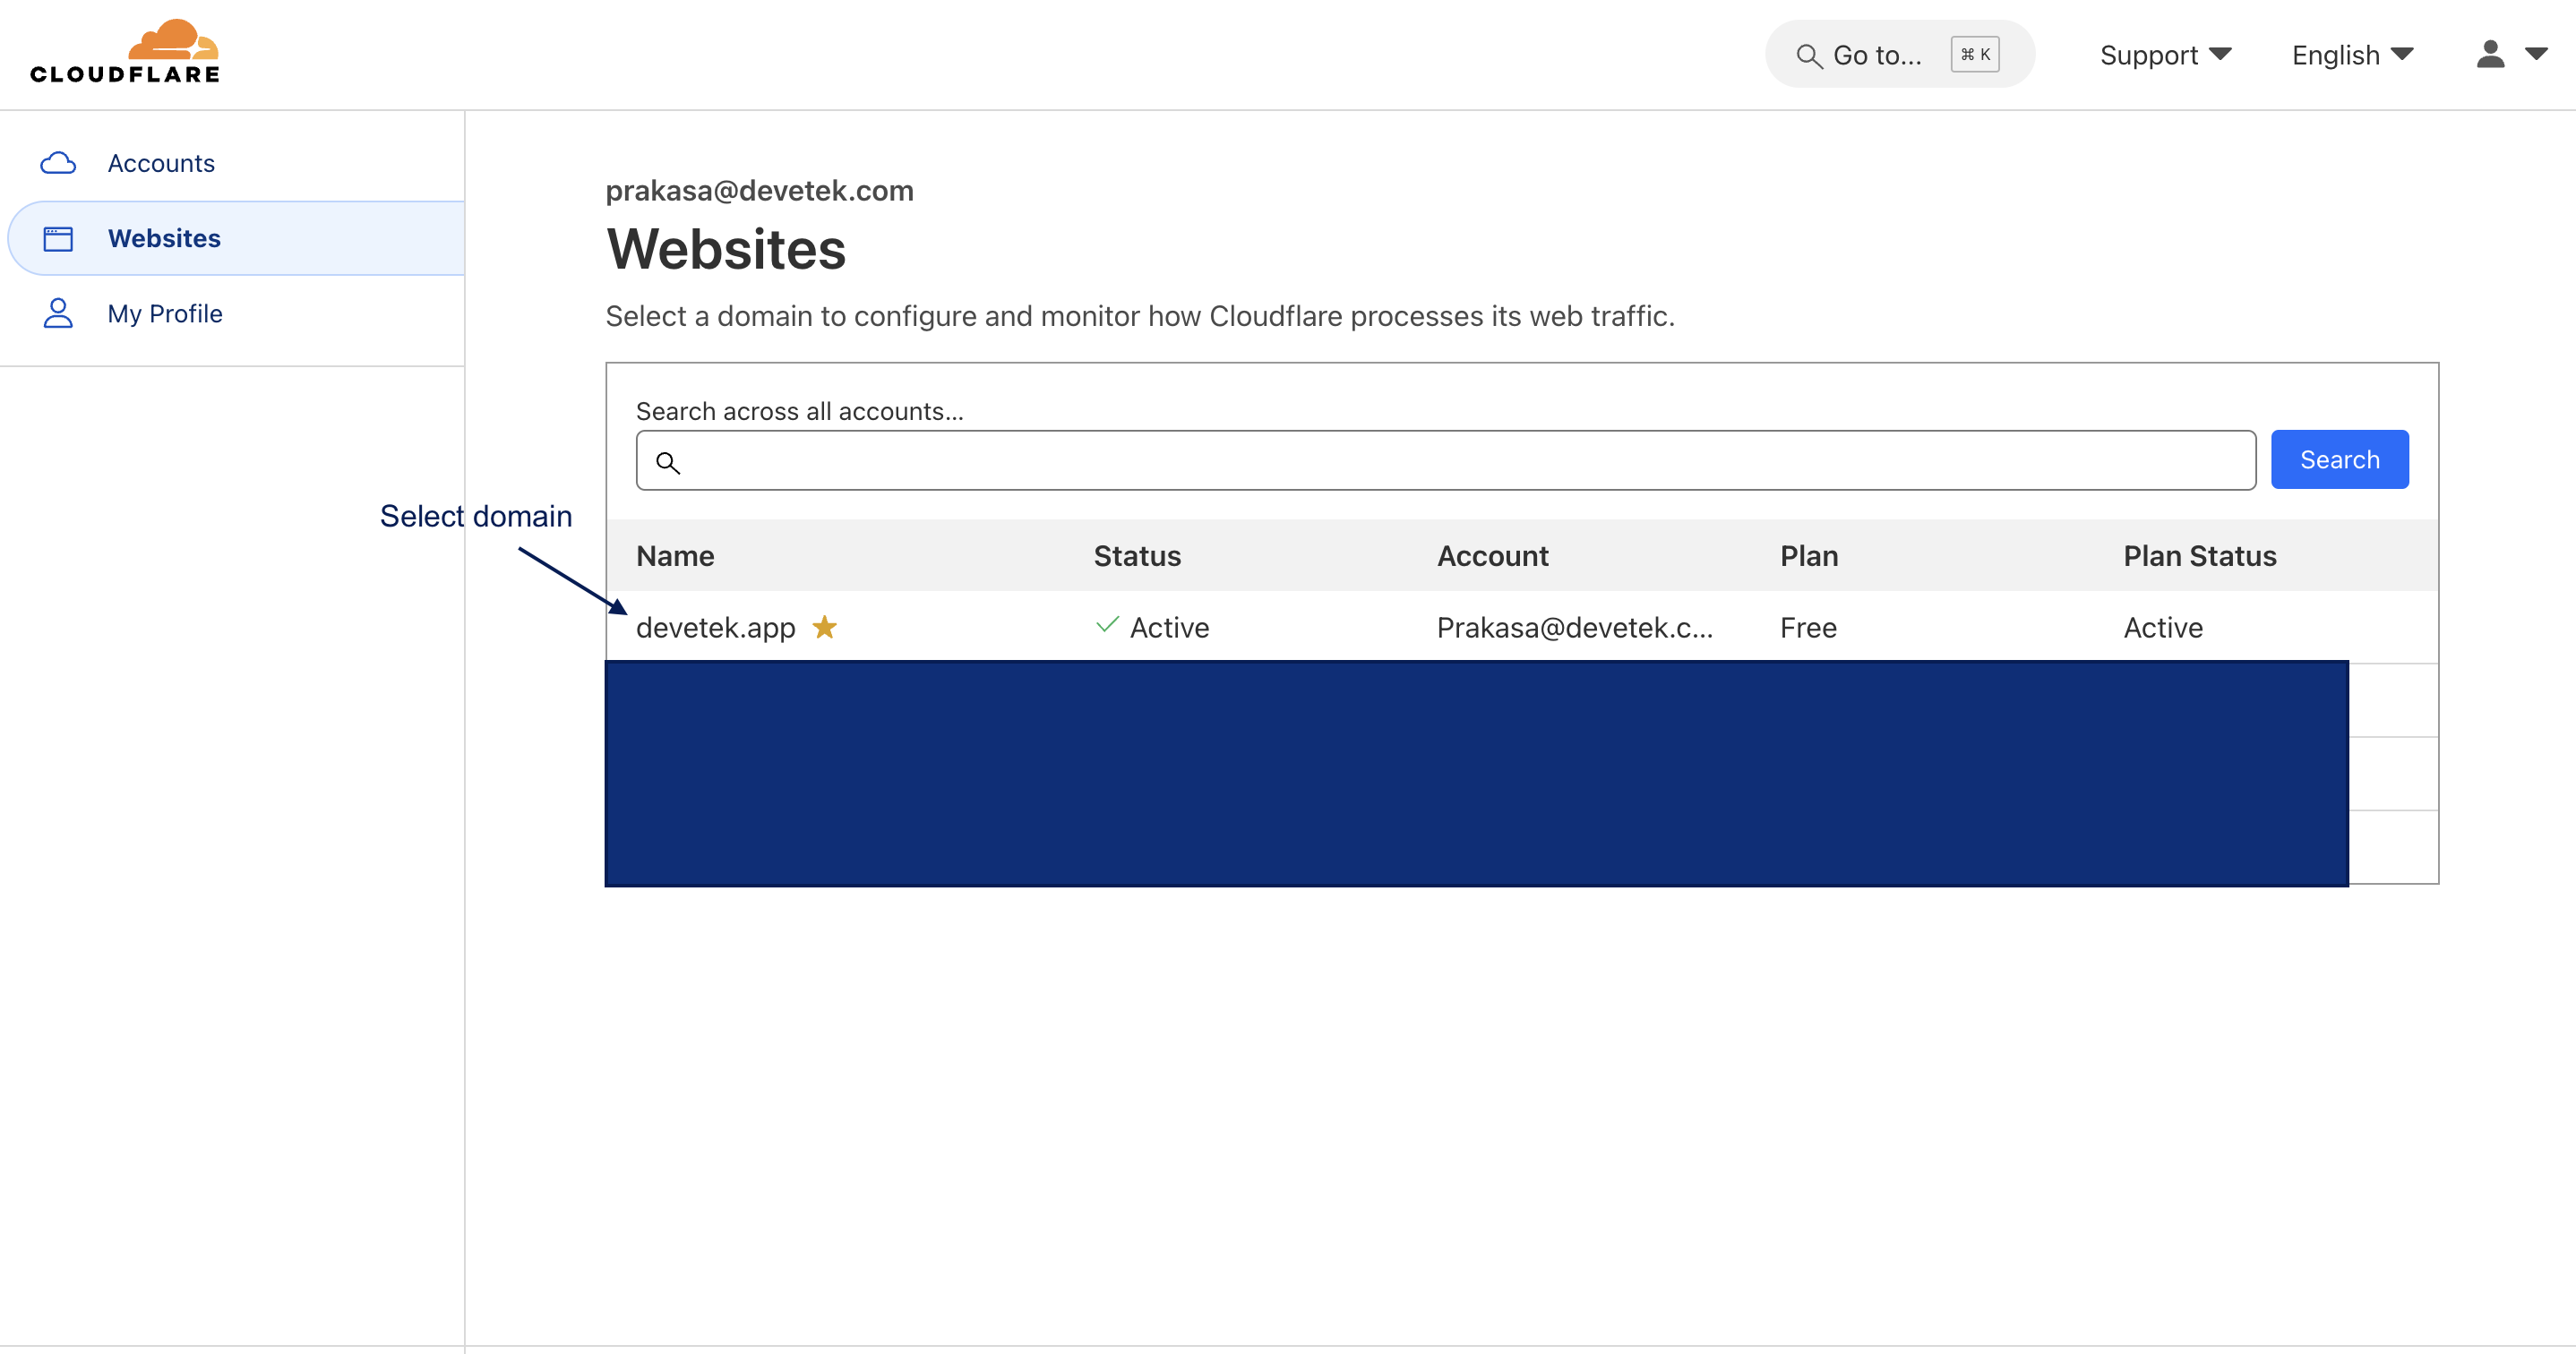 CLOUDFLARE
Go to... ⌘ K Support English
Accounts
Websites
My Profile
prakasa@devetek.com
Websites
Select a domain to configure and monitor how Cloudflare processes its web traffic.
Search across all accounts...
Search
Select domain
Name Status Account Plan Plan Status
devetek.app Active Prakasa@devetek.c... Free Active